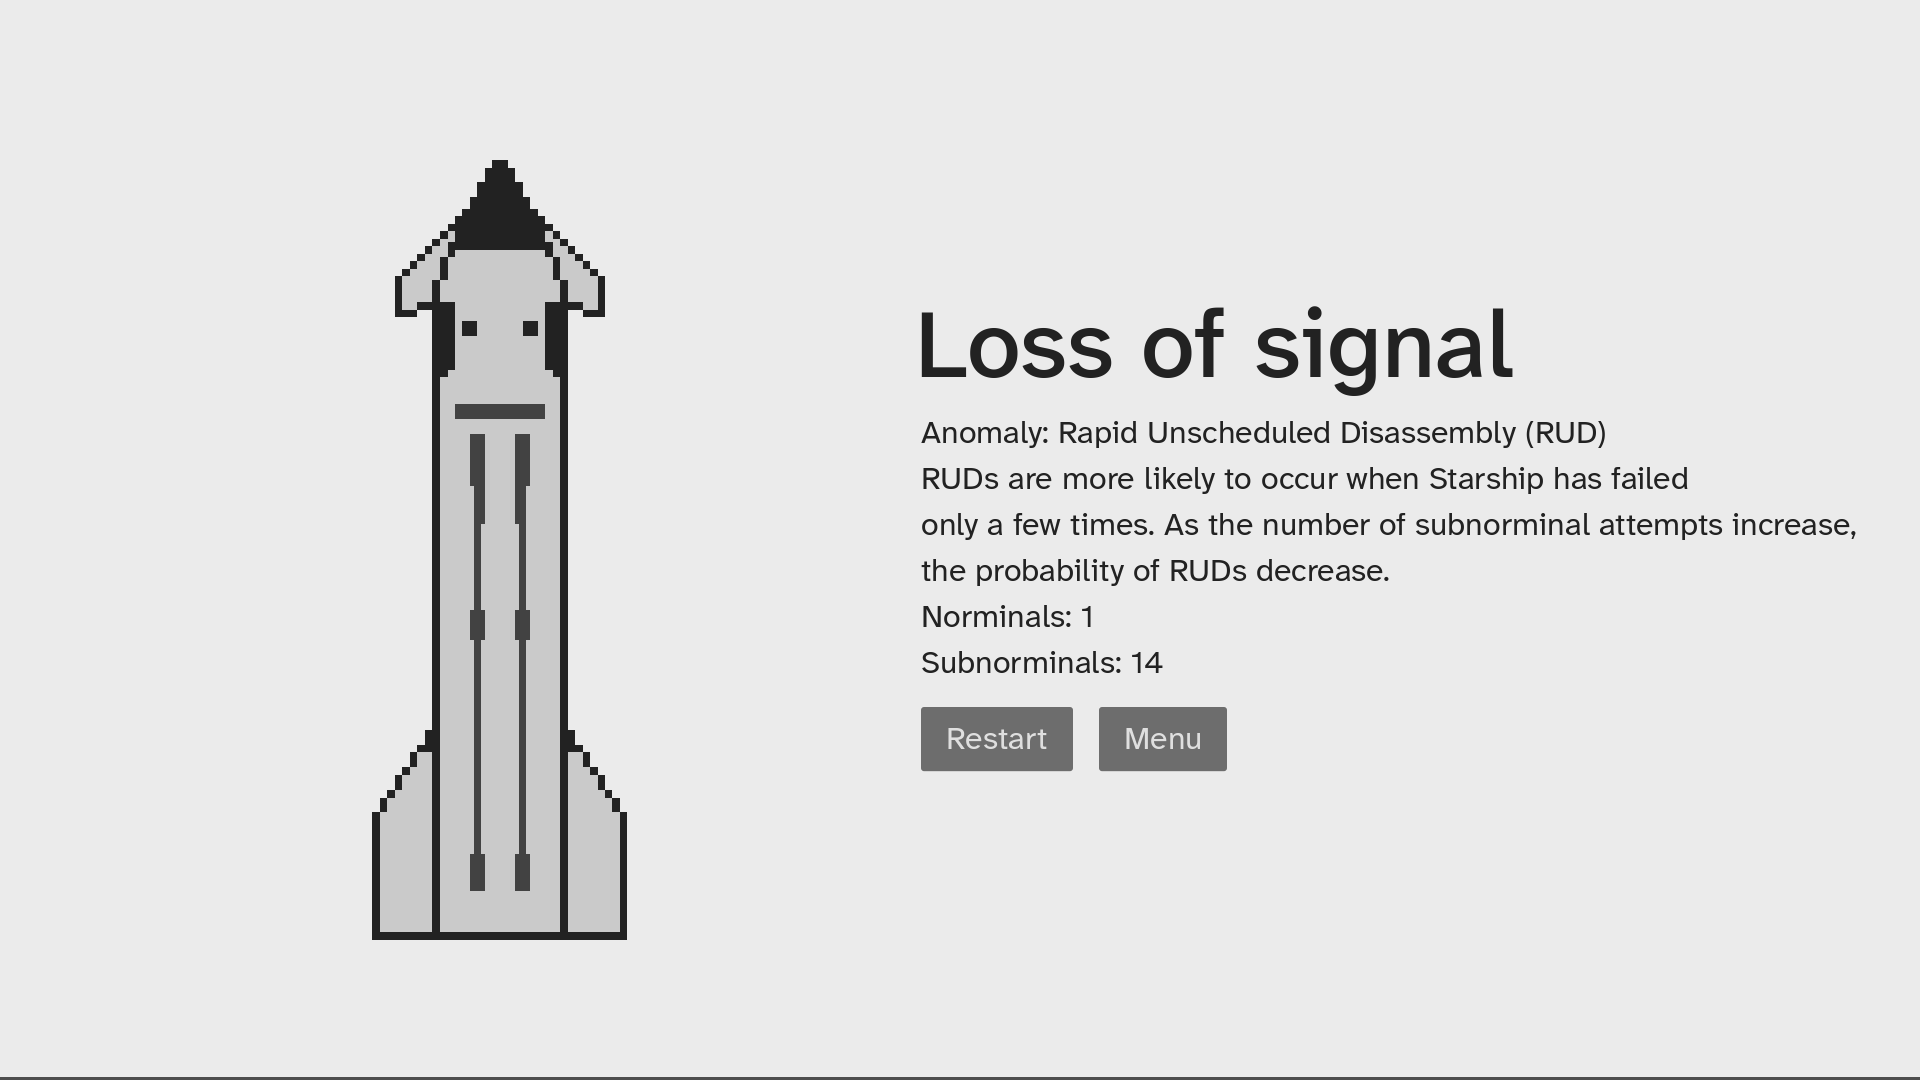 Loss of signal
Anomaly: Rapid Unscheduled Disassembly (RUD)
RUDs are more likely to occur when Starship has failed
only a few times. As the number of subnorminal attempts increase,
the probability of RUDs decrease.
Norminals: 1
Subnorminals: 14
Restart Menu